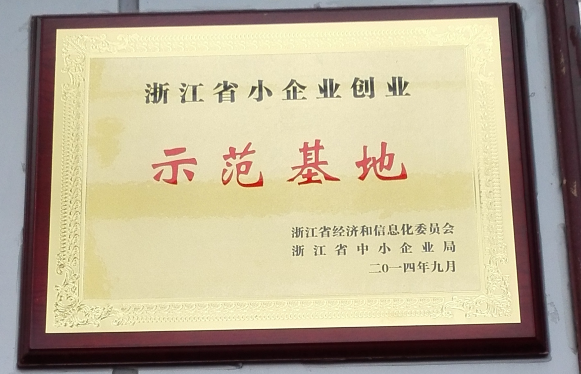 浙江省小企业创业
示范基地
浙江省经济和信息化委员会
浙江省中小企业局
二〇一四年九月